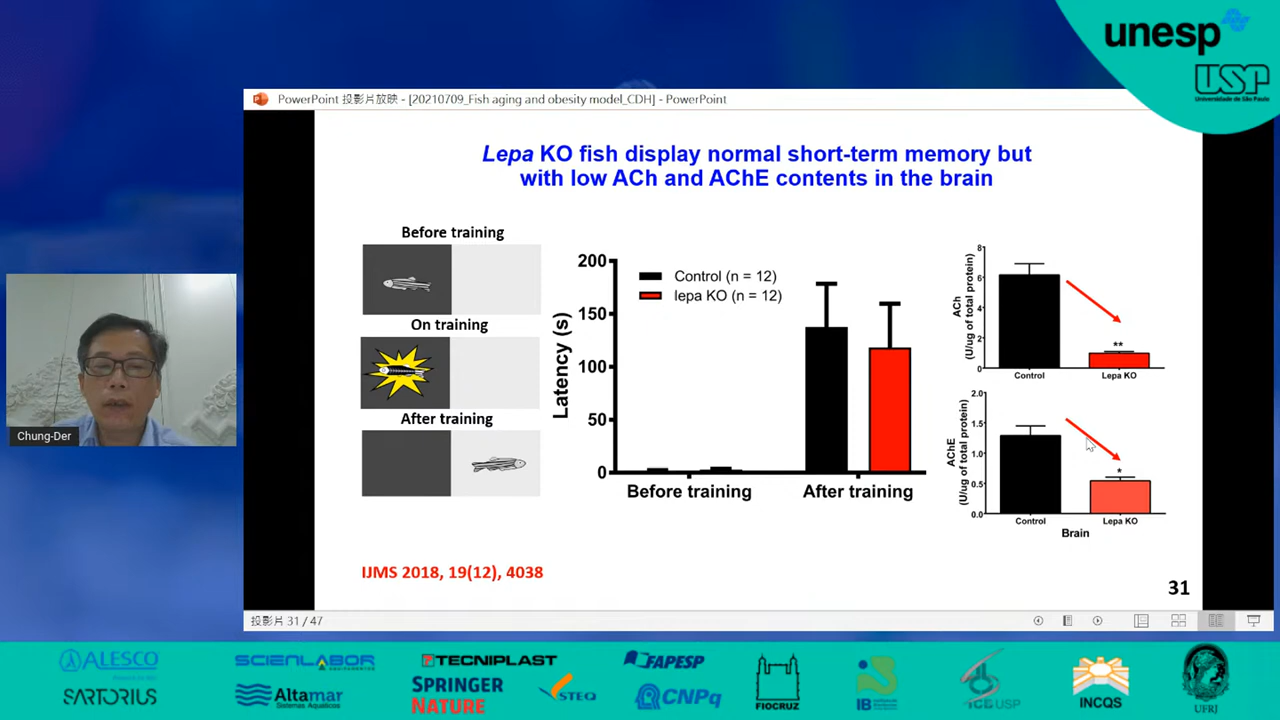 unesp
USP
Universidade de São Paulo
PowerPoint 投影片放映 - [20210709_Fish aging and obesity model_CDH] - PowerPoint
Lepa KO fish display normal short-term memory but
with low ACh and AChE contents in the brain
Before training
On training
After training
Latency (s)
200
150
100
50
0
Control (n = 12)
lepa KO (n = 12)
Before training
After training
ACh
(U/ug of total protein)
8
6
4
2
0
**
Control
Lepa KO
AChE
(U/ug of total protein)
2.0
1.5
1.0
0.5
0.0
*
Control
Lepa KO
Brain
IJMS 2018, 19(12), 4038
31
Chung-Der
投影片 31 / 47
ALESCO
SCIENLABOR
TECNIPLAST
FAPESP
SARTORIUS
Altamar
Sistemas Aquáticos
SPRINGER
NATURE
STEQ
CNPq
FIOCRUZ
IB
ICB USP
INCQS
UFRJ